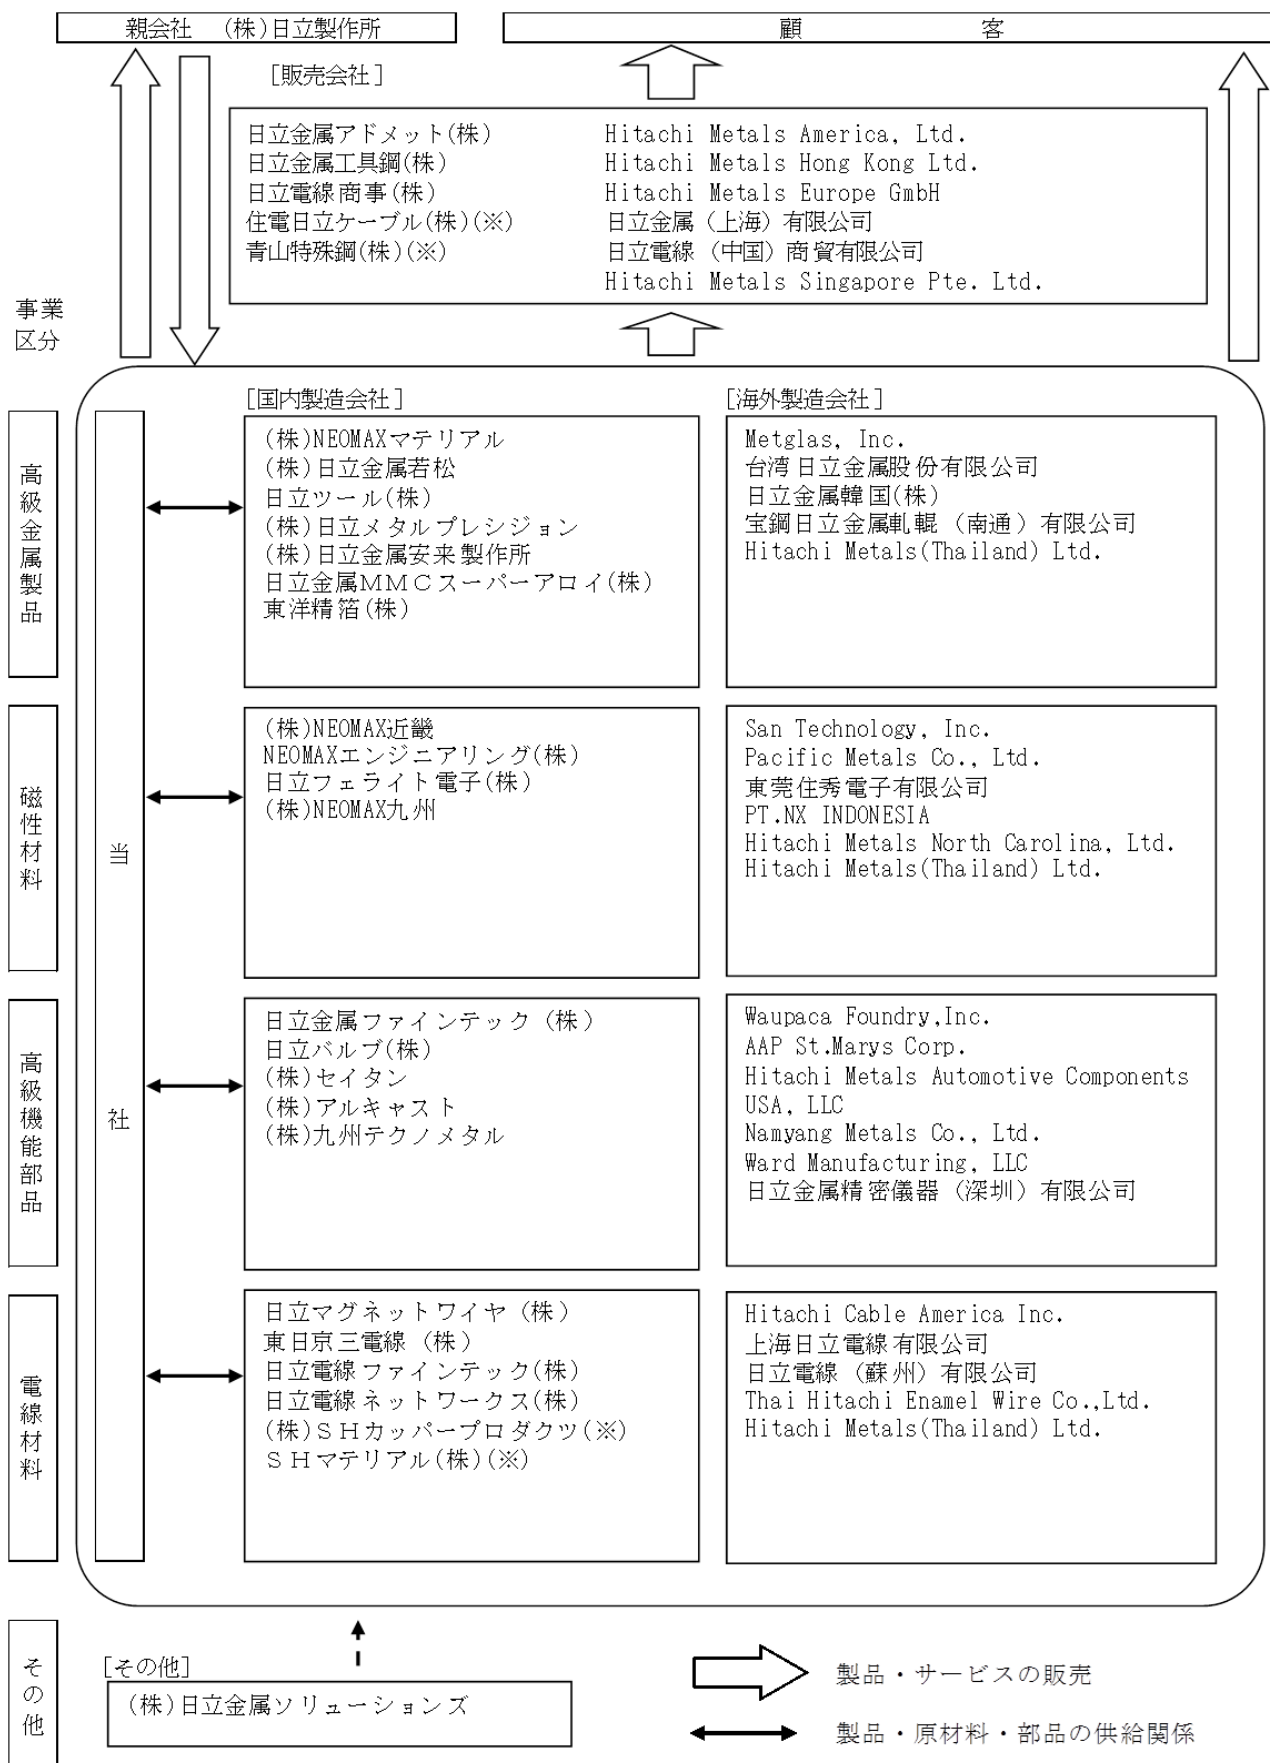 親会社　(株)日立製作所
顧　　　客
[販売会社]
日立金属アドメット(株)
日立金属工具鋼(株)
日立電線商事(株)
住電日立ケーブル(株)(※)
青山特殊鋼(株)(※)
Hitachi Metals America, Ltd.
Hitachi Metals Hong Kong Ltd.
Hitachi Metals Europe GmbH
日立金属（上海）有限公司
日立電線（中国）商貿有限公司
Hitachi Metals Singapore Pte. Ltd.
事業
区分
当社
[国内製造会社]
[海外製造会社]
高級金属製品
(株)NEOMAXマテリアル
(株)日立金属若松
日立ツール(株)
(株)日立メタルプレシジョン
(株)日立金属安来製作所
日立金属ＭＭＣスーパーアロイ(株)
東洋精箔(株)
Metglas, Inc.
台湾日立金属股份有限公司
日立金属韓国(株)
宝鋼日立金属軋輥（南通）有限公司
Hitachi Metals(Thailand) Ltd.
磁性材料
(株)NEOMAX近畿
NEOMAXエンジニアリング(株)
日立フェライト電子(株)
(株)NEOMAX九州
San Technology, Inc.
Pacific Metals Co., Ltd.
東莞住秀電子有限公司
PT.NX INDONESIA
Hitachi Metals North Carolina, Ltd.
Hitachi Metals(Thailand) Ltd.
高級機能部品
日立金属ファインテック（株）
日立バルブ(株)
(株)セイタン
(株)アルキャスト
(株)九州テクノメタル
Waupaca Foundry,Inc.
AAP St.Marys Corp.
Hitachi Metals Automotive Components
USA, LLC
Namyang Metals Co., Ltd.
Ward Manufacturing, LLC
日立金属精密儀器（深圳）有限公司
電線材料
日立マグネットワイヤ（株）
東日京三電線（株）
日立電線ファインテック(株)
日立電線ネットワークス(株)
(株)ＳＨカッパープロダクツ(※)
ＳＨマテリアル(株)(※)
Hitachi Cable America Inc.
上海日立電線有限公司
日立電線（蘇州）有限公司
Thai Hitachi Enamel Wire Co.,Ltd.
Hitachi Metals(Thailand) Ltd.
その他
[その他]
(株)日立金属ソリューションズ
製品・サービスの販売
製品・原材料・部品の供給関係